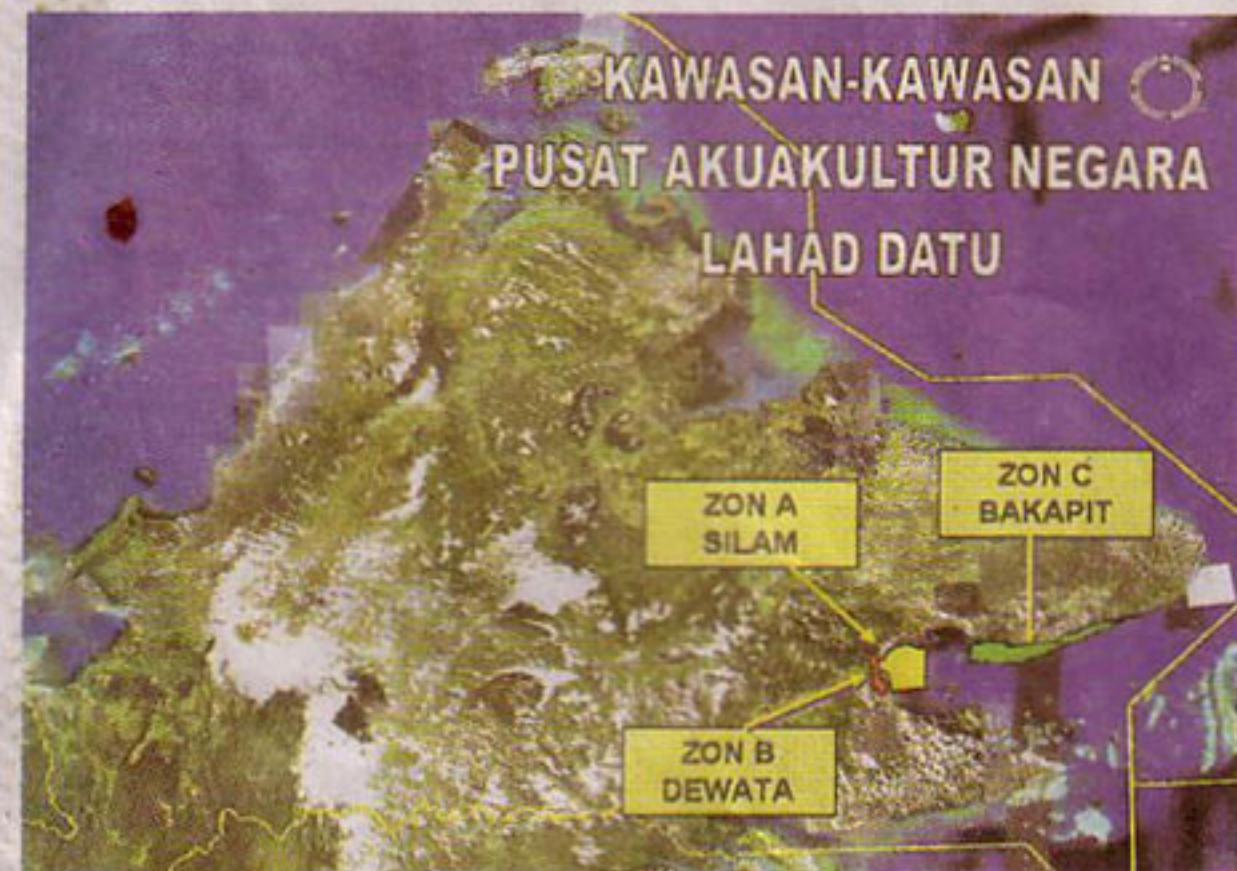 KAWASAN-KAWASAN
PUSAT AKUAKULTUR NEGARA
LAHAD DATU
ZON C
BAKAPIT
ZON A
SILAM
ZON B
DEWATA